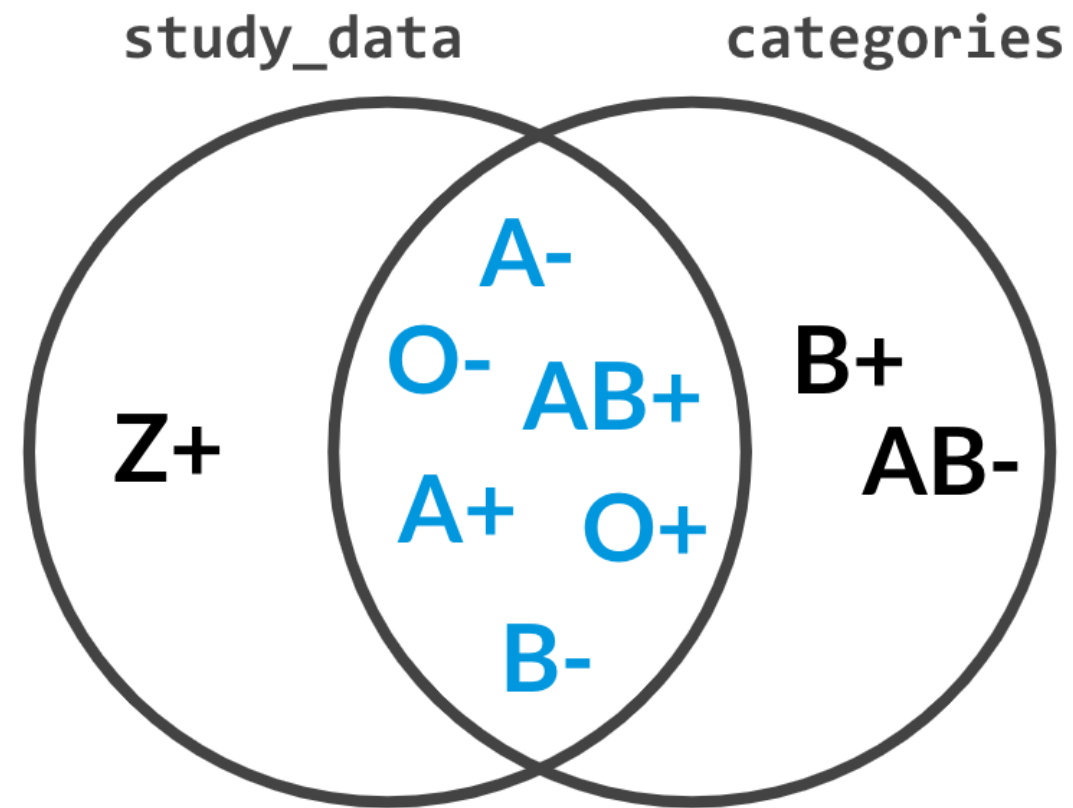 study_data
categories
A-
O-
AB+
B+
Z+
AB-
A+
O+
B-